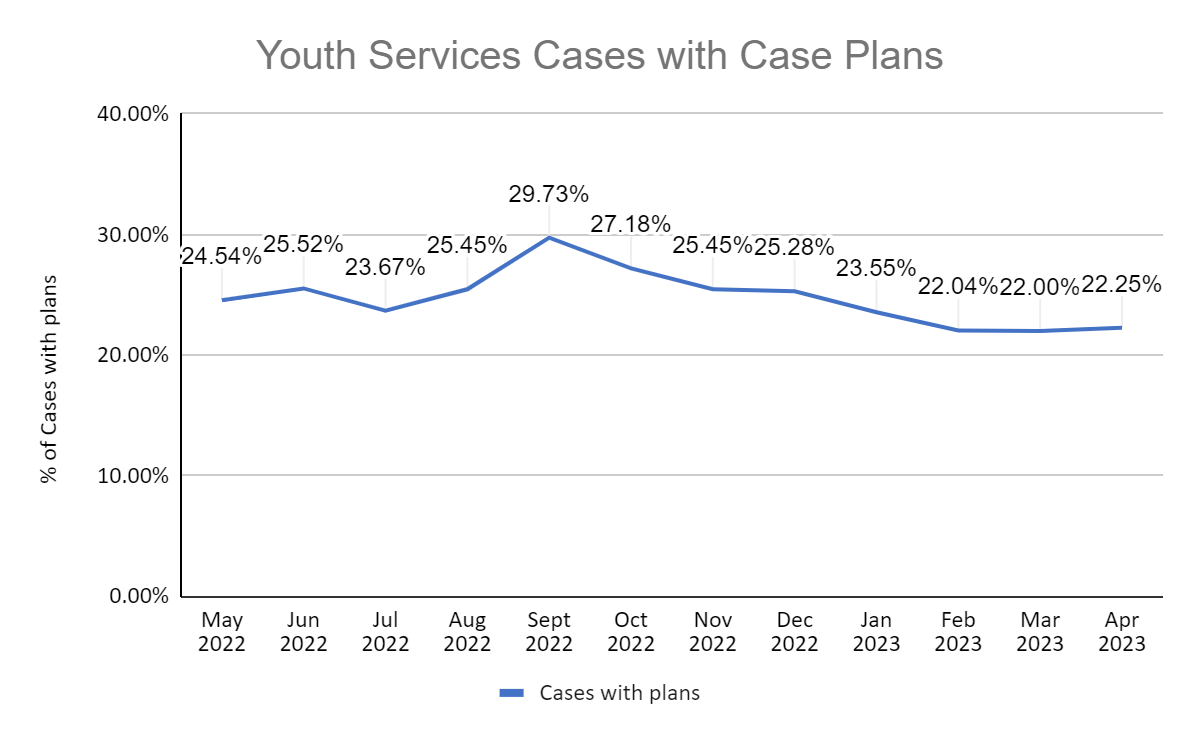 Youth Services Cases with Case Plans
% of Cases with plans
40.00%
30.00%
20.00%
10.00%
0.00%
24.54%
25.52%
23.67%
25.45%
29.73%
27.18%
25.45%
25.28%
23.55%
22.04%
22.00%
22.25%
May
2022
Jun
2022
Jul
2022
Aug
2022
Sept
2022
Oct
2022
Nov
2022
Dec
2022
Jan
2023
Feb
2023
Mar
2023
Apr
2023
Cases with plans